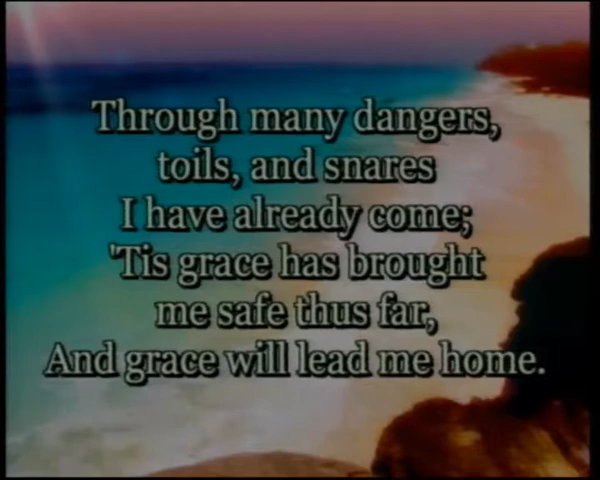 Through many dangers,
toils, and snares
I have already come;
'Tis grace has brought
me safe thus far,
And grace will lead me home.